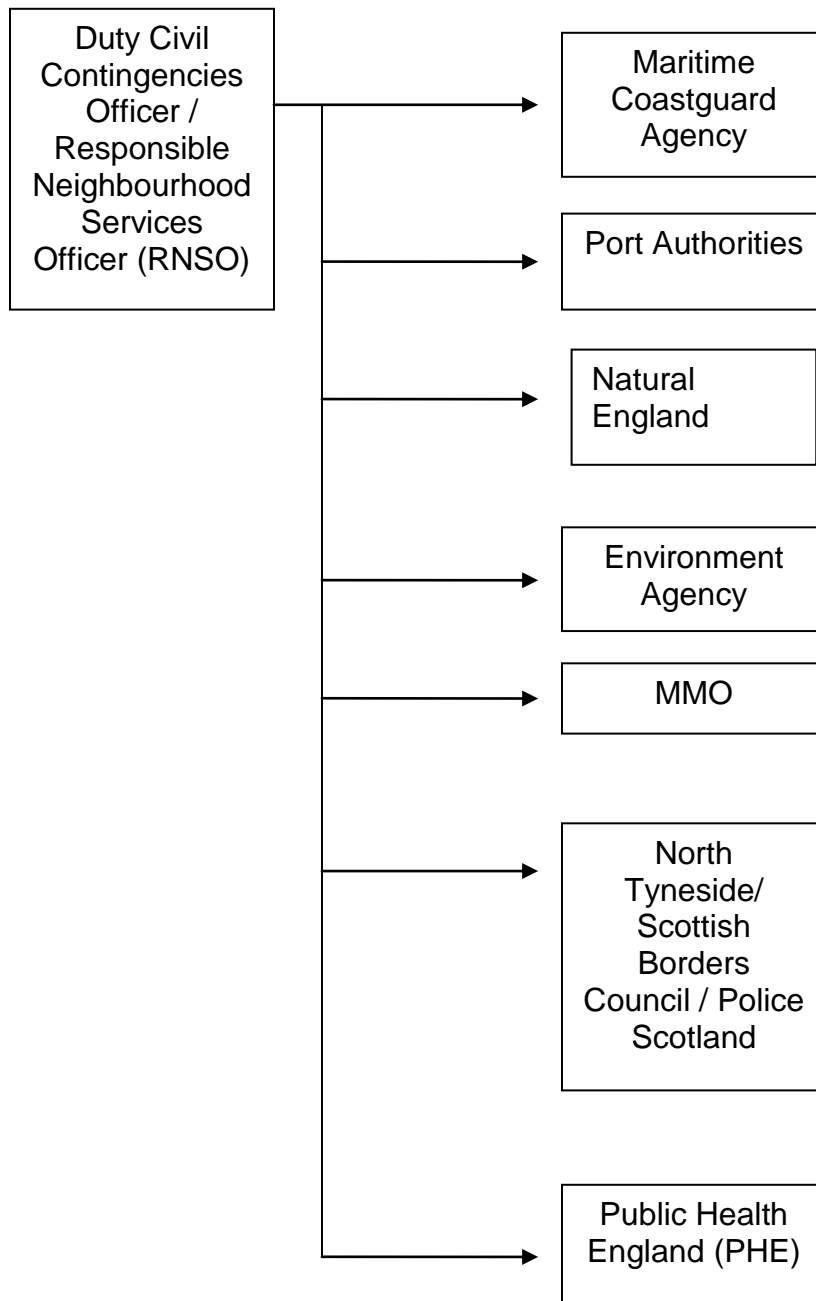 Duty Civil
Contingencies
Officer /
Responsible
Neighbourhood
Services
Officer (RNSO)
Maritime
Coastguard
Agency
Port Authorities
Natural
England
Environment
Agency
MMO
North
Tyneside/
Scottish
Borders
Council / Police
Scotland
Public Health
England (PHE)